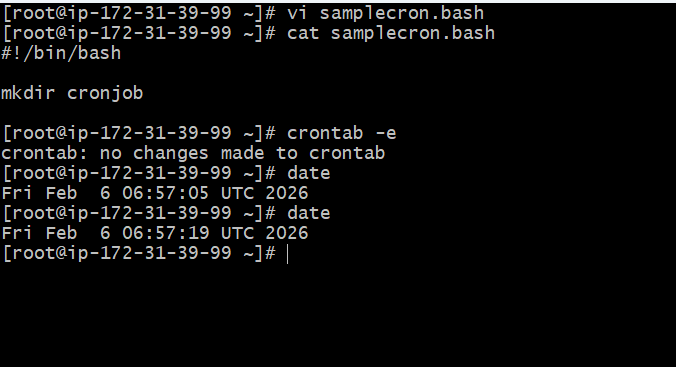 [root@ip-172-31-39-99 ~]# vi samplecron.bash
[root@ip-172-31-39-99 ~]# cat samplecron.bash
#!/bin/bash

mkdir cronjob

[root@ip-172-31-39-99 ~]# crontab -e
crontab: no changes made to crontab
[root@ip-172-31-39-99 ~]# date
Fri Feb  6 06:57:05 UTC 2026
[root@ip-172-31-39-99 ~]# date
Fri Feb  6 06:57:19 UTC 2026
[root@ip-172-31-39-99 ~]#